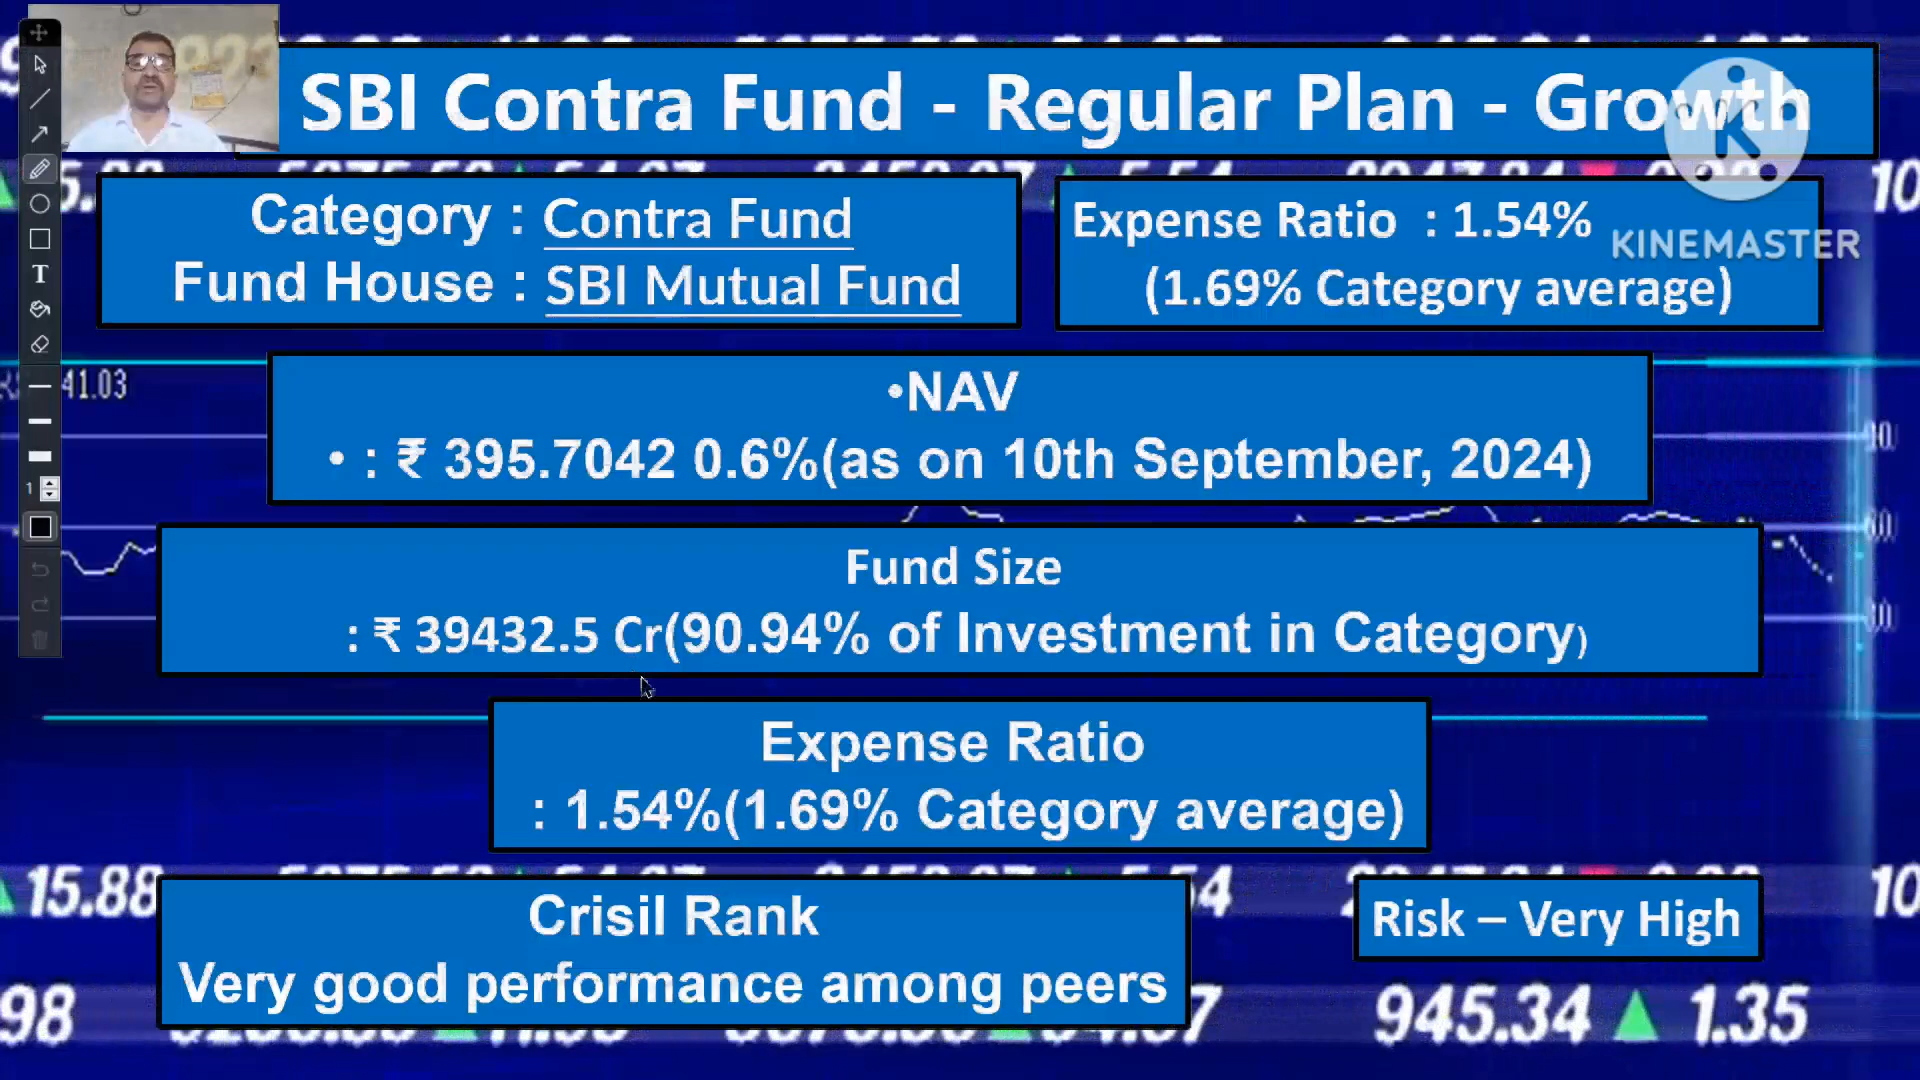 SBI Contra Fund - Regular Plan - Growth
Category : Contra Fund
Fund House : SBI Mutual Fund
Expense Ratio : 1.54%
(1.69% Category average)
KINEMASTER
41.03
•NAV
• : ₹ 395.7042 0.6%(as on 10th September, 2024)
Fund Size
: ₹ 39432.5 Cr(90.94% of Investment in Category)
Expense Ratio
: 1.54%(1.69% Category average)
15.88
Crisil Rank
Very good performance among peers
Risk – Very High
98
945.34 ▲ 1.35
T
1